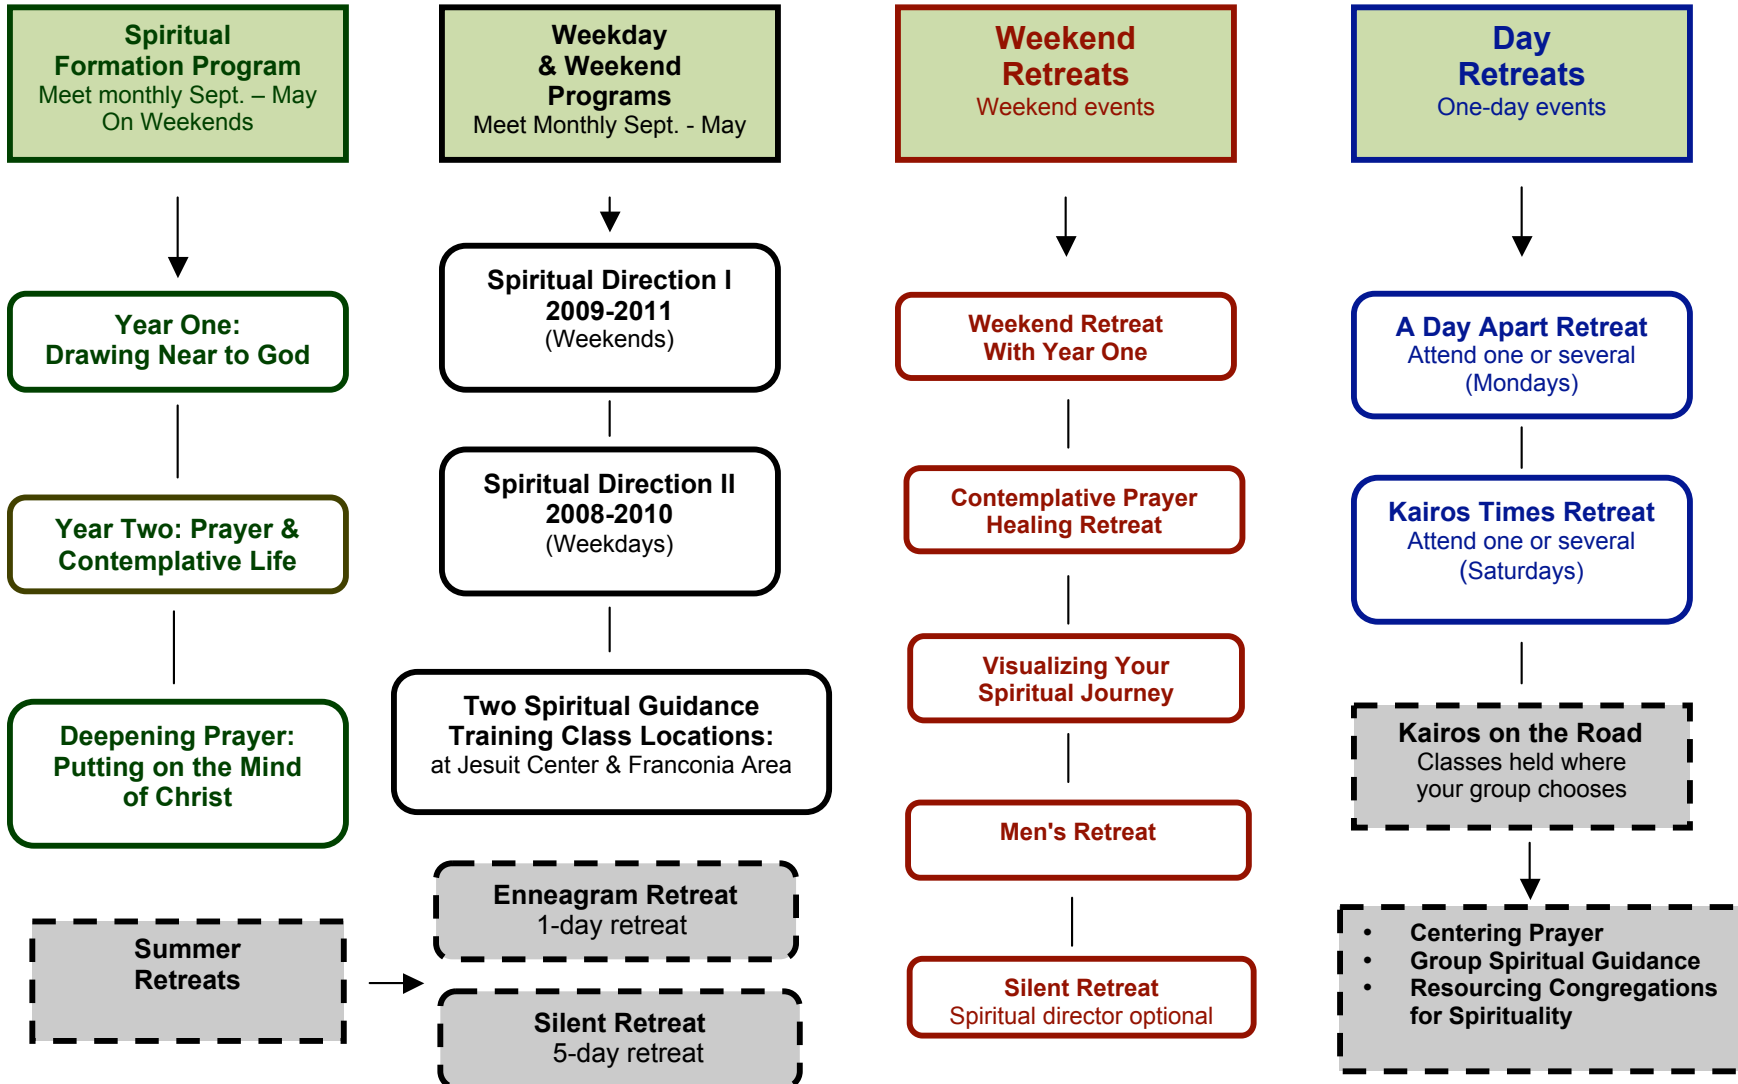 Spiritual
Formation Program
Meet monthly Sept. – May
On Weekends
Year One:
Drawing Near to God
Year Two: Prayer &
Contemplative Life
Deepening Prayer:
Putting on the Mind
of Christ
Weekday
& Weekend
Programs
Meet Monthly Sept. - May
Spiritual Direction I
2009-2011
(Weekends)
Spiritual Direction II
2008-2010
(Weekdays)
Two Spiritual Guidance
Training Class Locations:
at Jesuit Center & Franconia Area
Weekend
Retreats
Weekend events
Weekend Retreat
With Year One
Contemplative Prayer
Healing Retreat
Visualizing Your
Spiritual Journey
Men's Retreat
Silent Retreat
Spiritual director optional
Day
Retreats
One-day events
A Day Apart Retreat
Attend one or several
(Mondays)
Kairos Times Retreat
Attend one or several
(Saturdays)
Kairos on the Road
Classes held where
your group chooses
• Centering Prayer
• Group Spiritual Guidance
• Resourcing Congregations
for Spirituality
Summer
Retreats
Enneagram Retreat
1-day retreat
Silent Retreat
5-day retreat